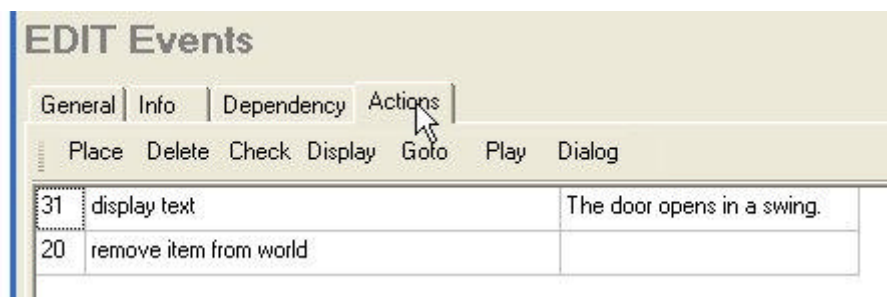 EDIT Events
General Info Dependency Actions
Place Delete Check Display Goto Play Dialog
31 display text The door opens in a swing.
20 remove item from world